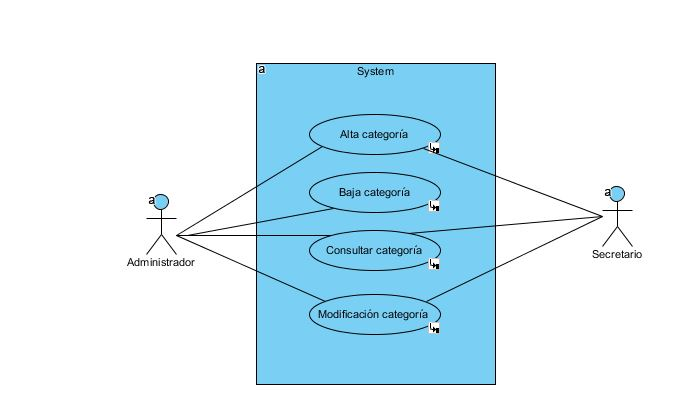 a
System
Alta categoría
Baja categoría
a
a
Administrador
Consultar categoría
Secretario
Modificación categoría